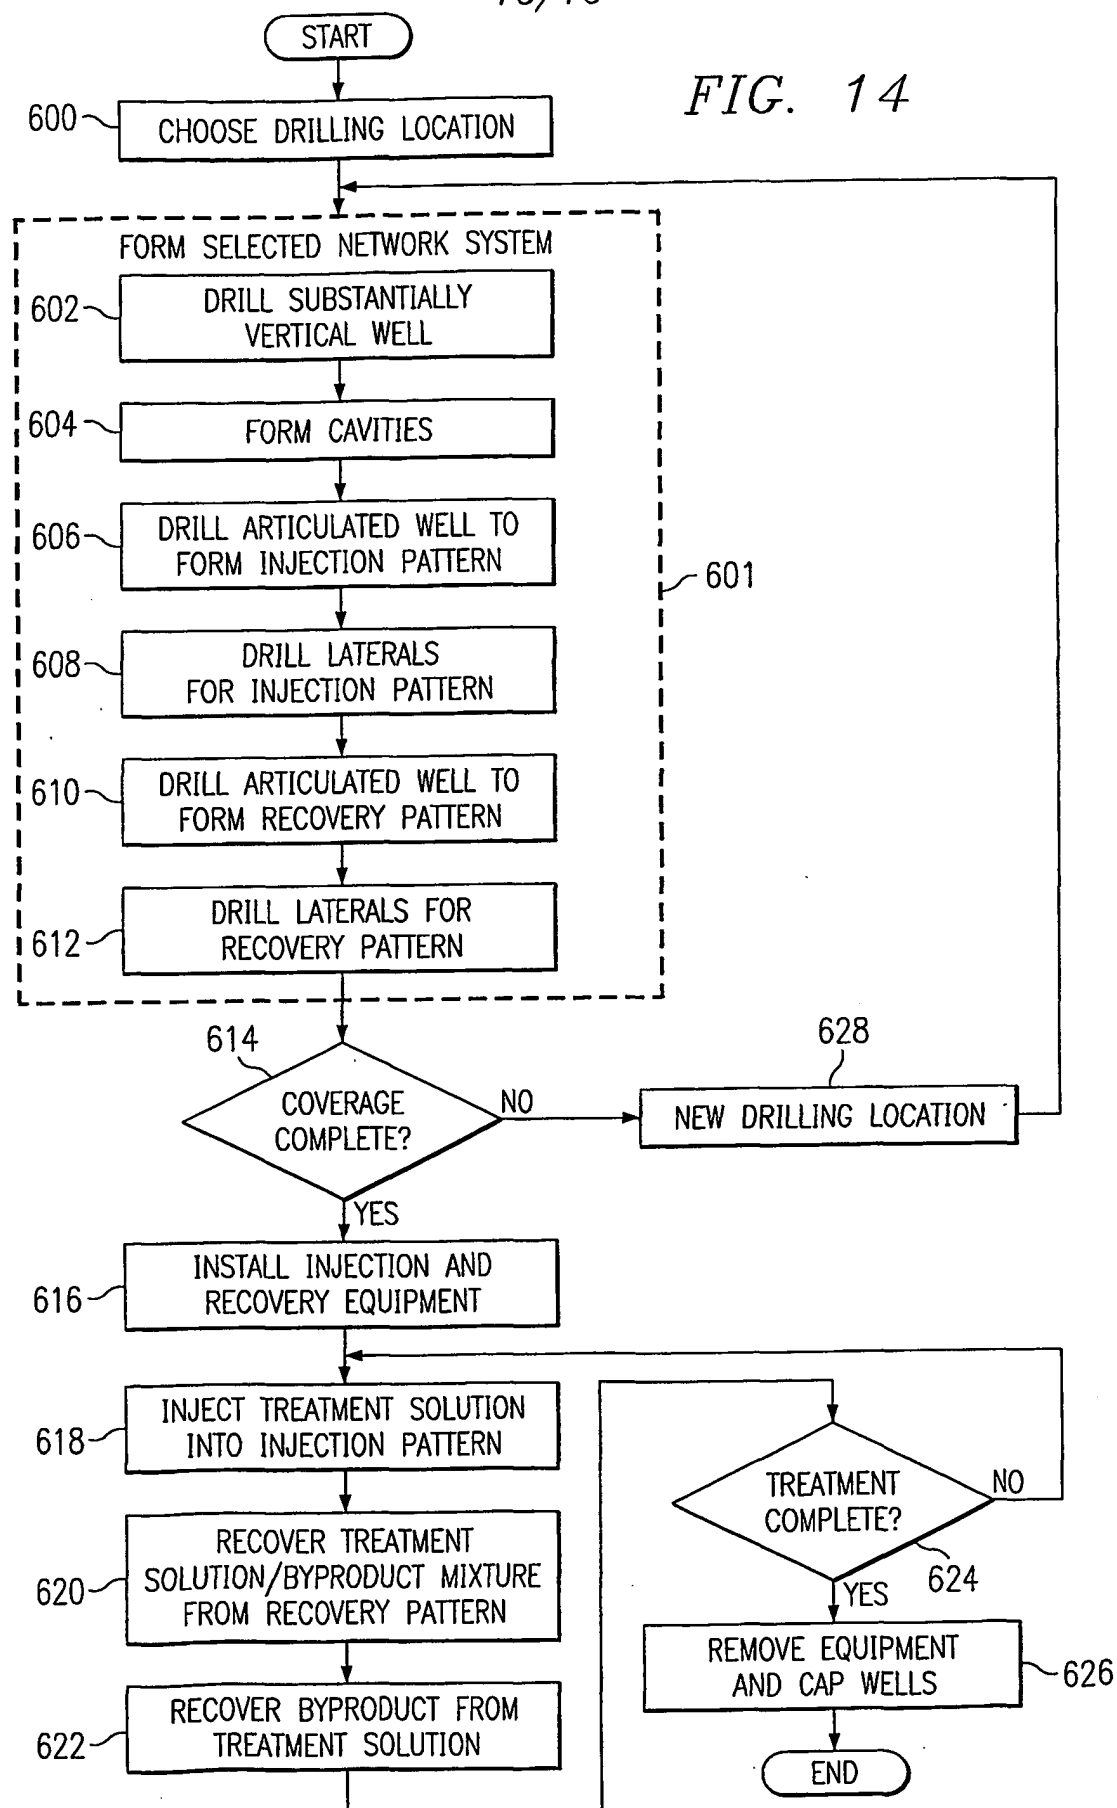 START
FIG. 14
600
CHOOSE DRILLING LOCATION
FORM SELECTED NETWORK SYSTEM
602
DRILL SUBSTANTIALLY
VERTICAL WELL
604
FORM CAVITIES
606
DRILL ARTICULATED WELL TO
FORM INJECTION PATTERN
601
608
DRILL LATERALS
FOR INJECTION PATTERN
610
DRILL ARTICULATED WELL TO
FORM RECOVERY PATTERN
612
DRILL LATERALS FOR
RECOVERY PATTERN
614
COVERAGE
COMPLETE?
NO
628
NEW DRILLING LOCATION
YES
616
INSTALL INJECTION AND
RECOVERY EQUIPMENT
618
INJECT TREATMENT SOLUTION
INTO INJECTION PATTERN
620
RECOVER TREATMENT
SOLUTION/BYPRODUCT MIXTURE
FROM RECOVERY PATTERN
622
RECOVER BYPRODUCT FROM
TREATMENT SOLUTION
TREATMENT
COMPLETE?
NO
624
YES
REMOVE EQUIPMENT
AND CAP WELLS
626
END